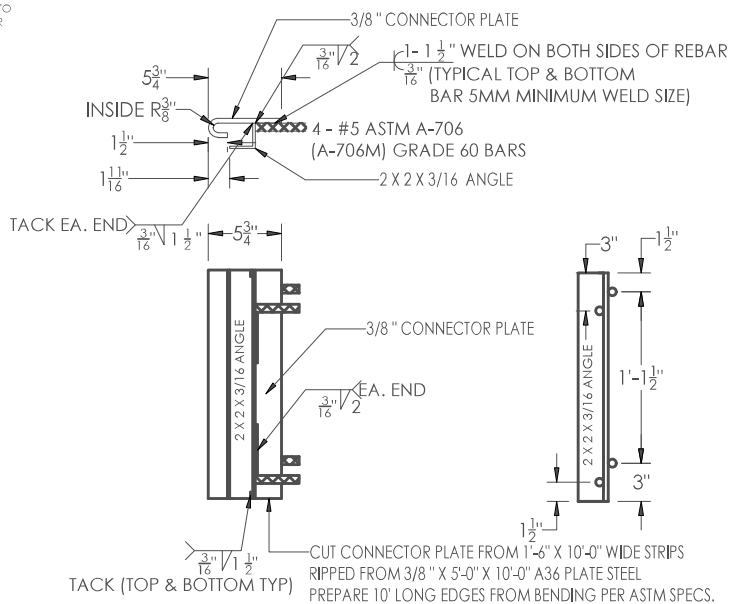 TO
R
3/8 " CONNECTOR PLATE
3/16" 2
1- 1 1/2 " WELD ON BOTH SIDES OF REBAR
3/16" (TYPICAL TOP & BOTTOM
BAR 5MM MINIMUM WELD SIZE)
5 3/4"
INSIDE R 3/8"
4 - #5 ASTM A-706
(A-706M) GRADE 60 BARS
1 1/2"
1 11/16"
2 X 2 X 3/16 ANGLE
TACK EA. END
3/16" 1 1/2"
5 3/4"
3"
1 1/2"
2 X 2 X 3/16 ANGLE
3/8 " CONNECTOR PLATE
EA. END
3/16" 2
2 X 2 X 3/16 ANGLE
1'-1 1/2"
3"
1 1/2"
3/16" 1 1/2"
TACK (TOP & BOTTOM TYP)
CUT CONNECTOR PLATE FROM 1'-6" X 10'-0" WIDE STRIPS
RIPPED FROM 3/8 " X 5'-0" X 10'-0" A36 PLATE STEEL
PREPARE 10' LONG EDGES FROM BENDING PER ASTM SPECS.